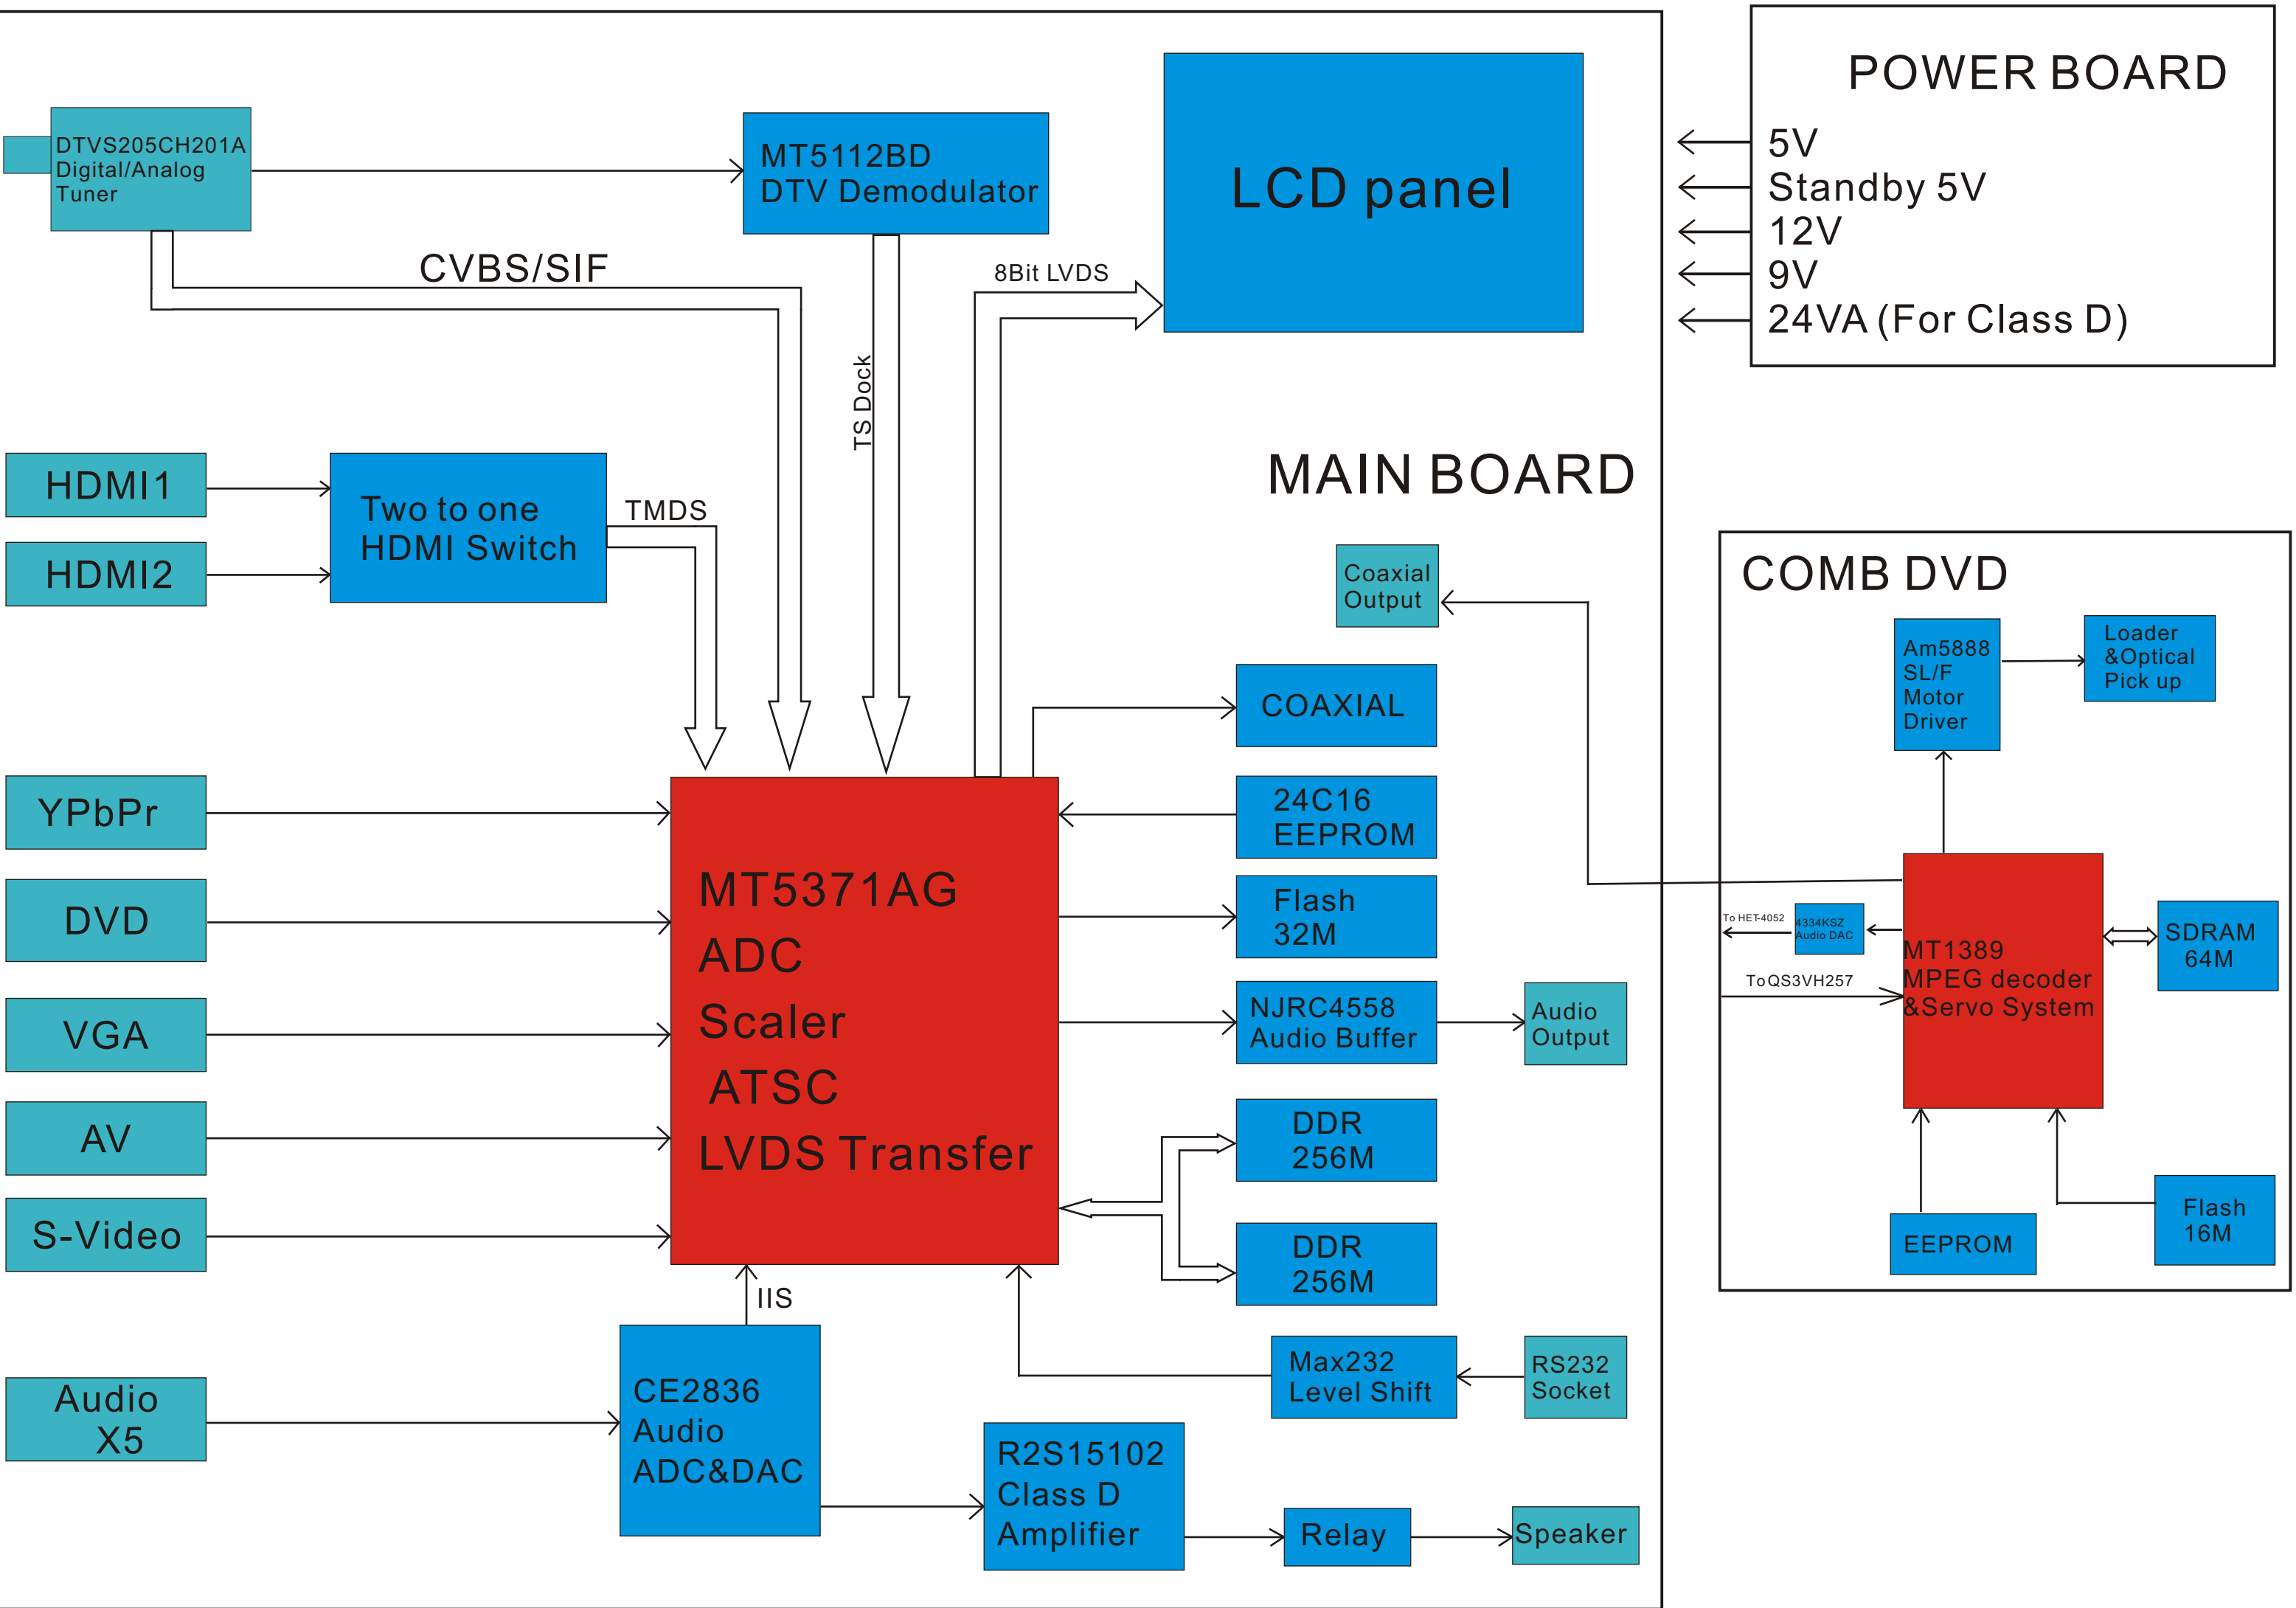 POWER BOARD
5V
Standby 5V
12V
9V
24VA (For Class D)
DTVS205CH201A
Digital/Analog
Tuner
MT5112BD
DTV Demodulator
LCD panel
CVBS/SIF
8Bit LVDS
TS Dock
MAIN BOARD
HDMI1
HDMI2
Two to one
HDMI Switch
TMDS
Coaxial
Output
COAXIAL
YPbPr
DVD
VGA
AV
S-Video
MT5371AG
ADC
Scaler
ATSC
LVDS Transfer
24C16
EEPROM
Flash
32M
NJRC4558
Audio Buffer
Audio
Output
DDR
256M
DDR
256M
IIS
Max232
Level Shift
RS232
Socket
Audio
X5
CE2836
Audio
ADC&DAC
R2S15102
Class D
Amplifier
Relay
Speaker
COMB DVD
Am5888
SL/F
Motor
Driver
Loader
&Optical
Pick up
To HET-4052
4334KSZ
Audio DAC
ToQS3VH257
MT1389
MPEG decoder
&Servo System
SDRAM
64M
EEPROM
Flash
16M